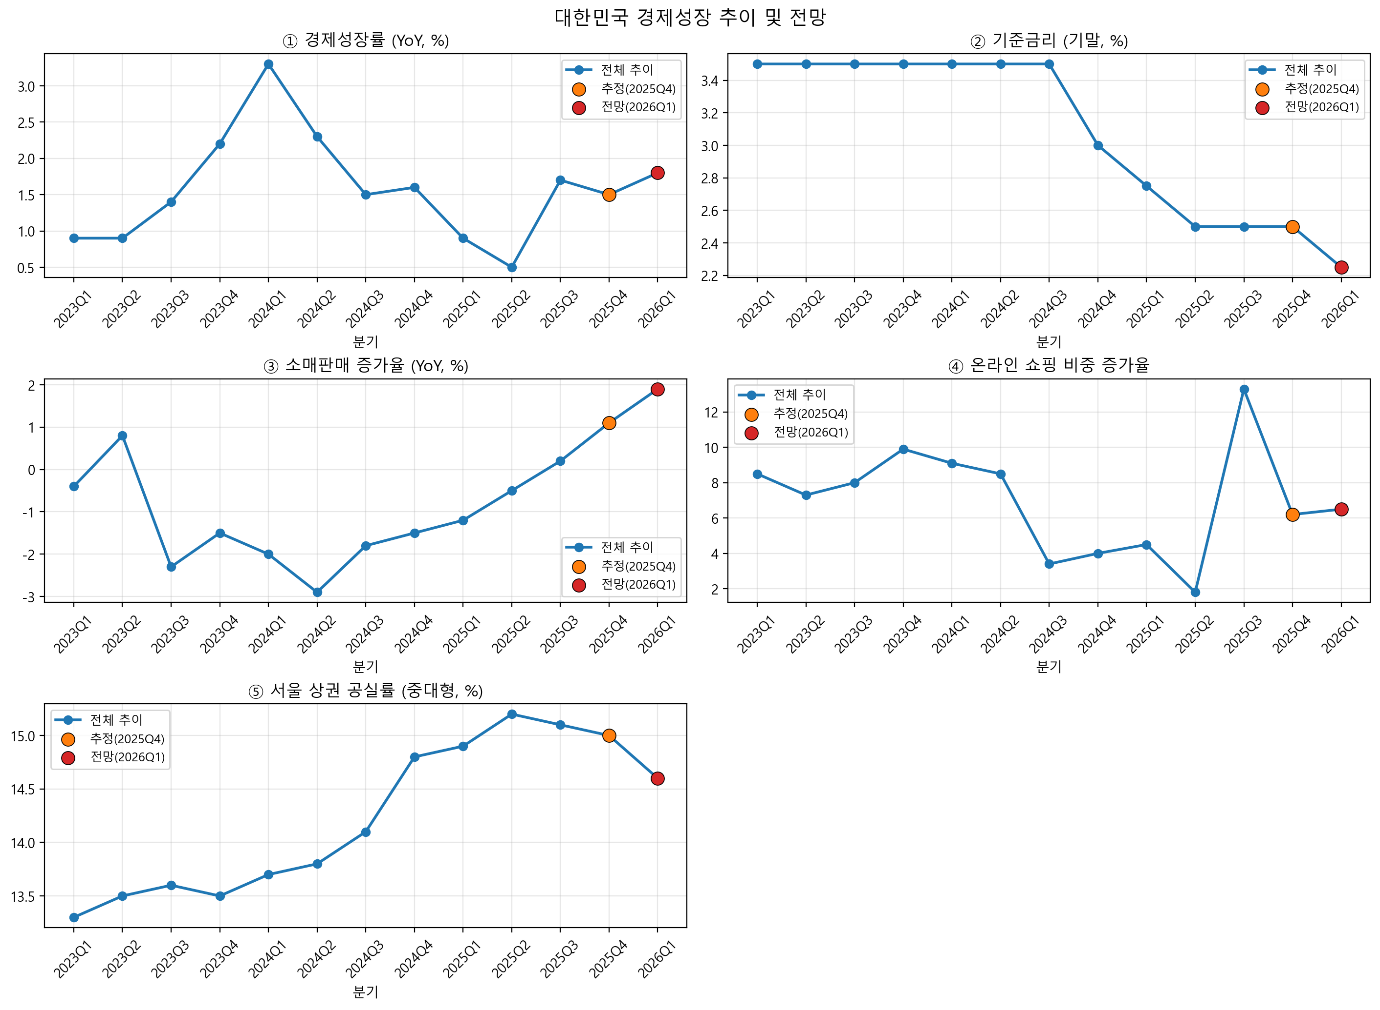 대한민국 경제성장 추이 및 전망
① 경제성장률 (YoY, %)
3.0
2.5
2.0
1.5
1.0
0.5
전체 추이
추정(2025Q4)
전망(2026Q1)
2023Q1 2023Q2 2023Q3 2023Q4 2024Q1 2024Q2 2024Q3 2024Q4 2025Q1 2025Q2 2025Q3 2025Q4 2026Q1
분기
② 기준금리 (기말, %)
3.4
3.2
3.0
2.8
2.6
2.4
2.2
전체 추이
추정(2025Q4)
전망(2026Q1)
2023Q1 2023Q2 2023Q3 2023Q4 2024Q1 2024Q2 2024Q3 2024Q4 2025Q1 2025Q2 2025Q3 2025Q4 2026Q1
분기
③ 소매판매 증가율 (YoY, %)
2
1
0
-1
-2
-3
전체 추이
추정(2025Q4)
전망(2026Q1)
2023Q1 2023Q2 2023Q3 2023Q4 2024Q1 2024Q2 2024Q3 2024Q4 2025Q1 2025Q2 2025Q3 2025Q4 2026Q1
분기
④ 온라인 쇼핑 비중 증가율
12
10
8
6
4
2
전체 추이
추정(2025Q4)
전망(2026Q1)
2023Q1 2023Q2 2023Q3 2023Q4 2024Q1 2024Q2 2024Q3 2024Q4 2025Q1 2025Q2 2025Q3 2025Q4 2026Q1
분기
⑤ 서울 상권 공실률 (중대형, %)
15.0
14.5
14.0
13.5
전체 추이
추정(2025Q4)
전망(2026Q1)
2023Q1 2023Q2 2023Q3 2023Q4 2024Q1 2024Q2 2024Q3 2024Q4 2025Q1 2025Q2 2025Q3 2025Q4 2026Q1
분기